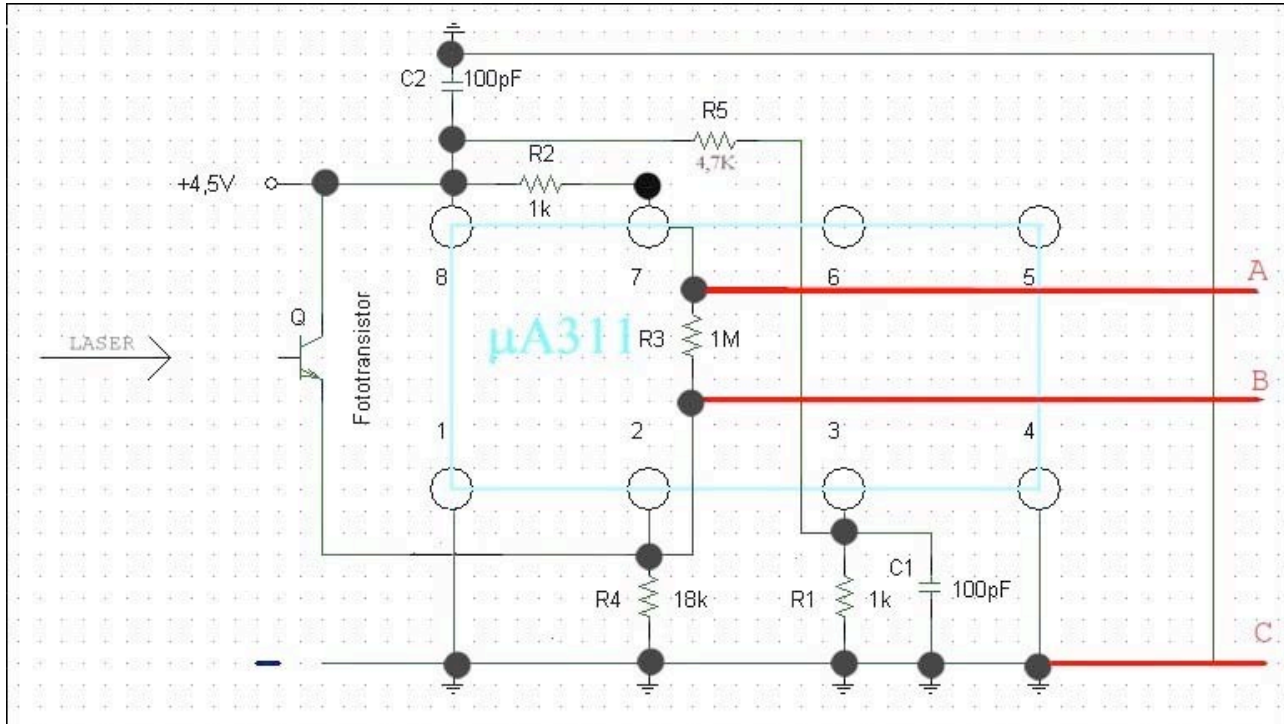 C2 100pF
R5
4,7K
R2
+4,5V
1k
8 7 6 5
A
Q
Fototransistor
LASER
µA311
R3 1M
B
1 2 3 4
R4 18k
R1 1k
C1
100pF
C